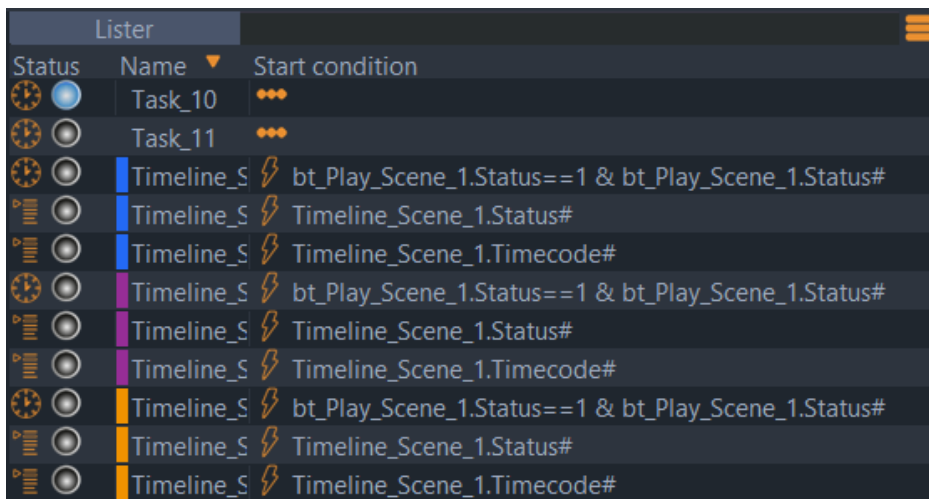 Lister
Status Name Start condition
Task_10
Task_11
Timeline_S bt_Play_Scene_1.Status==1 & bt_Play_Scene_1.Status#
Timeline_S Timeline_Scene_1.Status#
Timeline_S Timeline_Scene_1.Timecode#
Timeline_S bt_Play_Scene_1.Status==1 & bt_Play_Scene_1.Status#
Timeline_S Timeline_Scene_1.Status#
Timeline_S Timeline_Scene_1.Timecode#
Timeline_S bt_Play_Scene_1.Status==1 & bt_Play_Scene_1.Status#
Timeline_S Timeline_Scene_1.Status#
Timeline_S Timeline_Scene_1.Timecode#